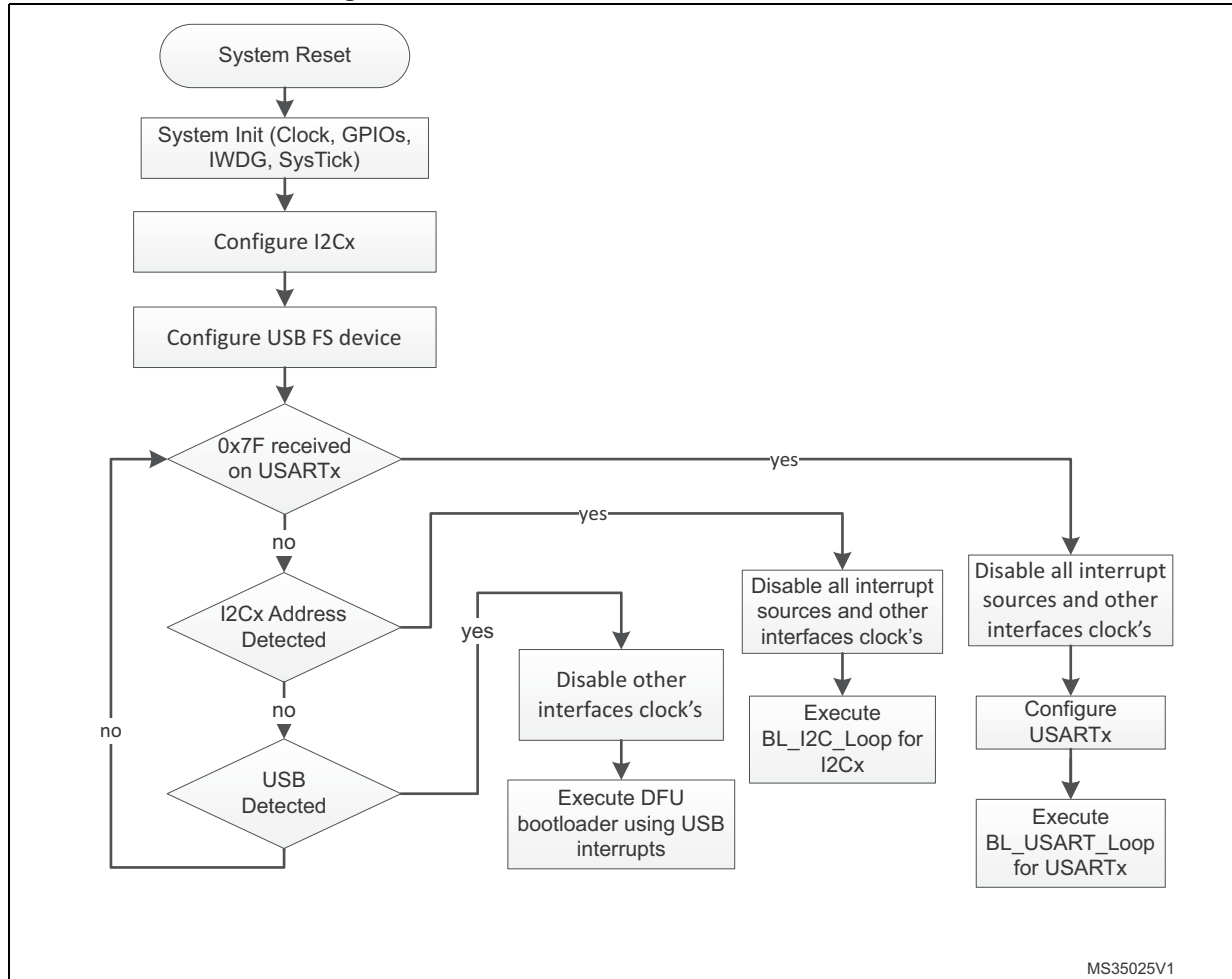 System Reset
System Init (Clock, GPIOs,
IWDG, SysTick)
Configure I2Cx
Configure USB FS device
0x7F received
on USARTx
yes
no
yes
I2Cx Address
Detected
yes
Disable all interrupt
sources and other
interfaces clock's
Disable all interrupt
sources and other
interfaces clock's
no
no
Disable other
interfaces clock's
Execute
BL_I2C_Loop for
I2Cx
Configure
USARTx
USB
Detected
Execute DFU
bootloader using USB
interrupts
Execute
BL_USART_Loop
for USARTx
MS35025V1